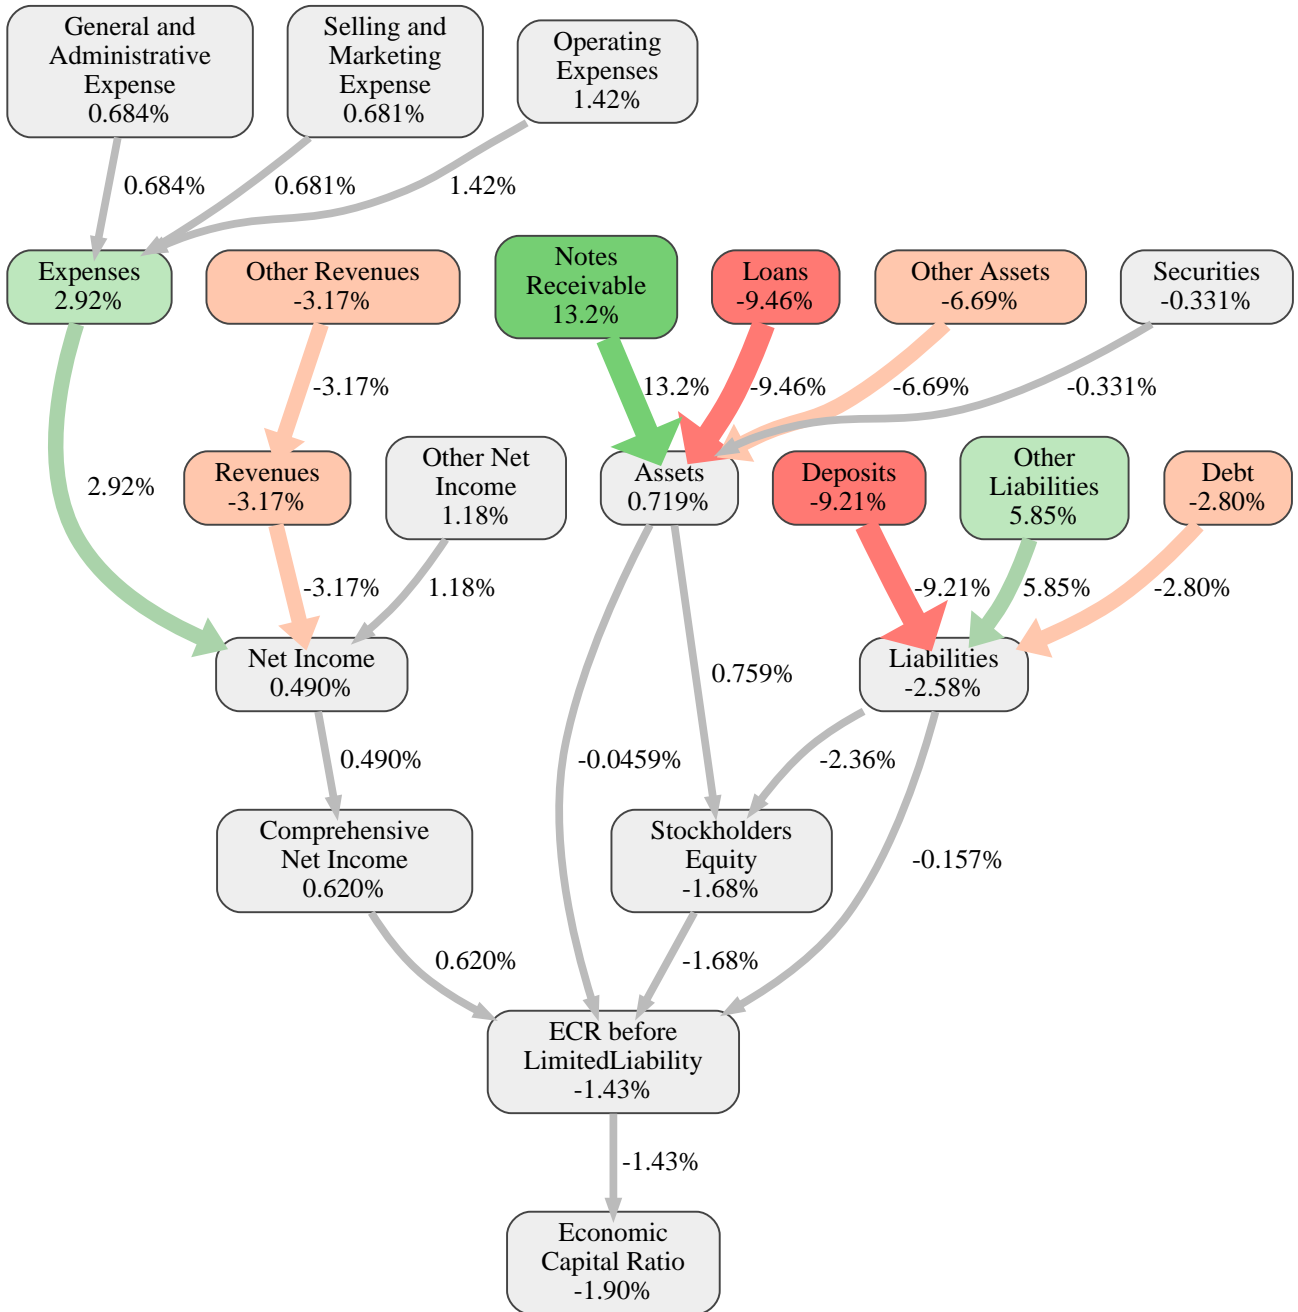 General and
Administrative
Expense
0.684%
Selling and
Marketing
Expense
0.681%
Operating
Expenses
1.42%
0.684%
0.681%
1.42%
Expenses
2.92%
Other Revenues
-3.17%
Notes
Receivable
13.2%
Loans
-9.46%
Other Assets
-6.69%
Securities
-0.331%
-3.17%
13.2%
-9.46%
-6.69%
-0.331%
2.92%
Revenues
-3.17%
Other Net
Income
1.18%
Assets
0.719%
Deposits
-9.21%
Other
Liabilities
5.85%
Debt
-2.80%
-3.17%
1.18%
-9.21%
5.85%
-2.80%
Net Income
0.490%
0.759%
Liabilities
-2.58%
0.490%
-0.0459%
-2.36%
Comprehensive
Net Income
0.620%
Stockholders
Equity
-1.68%
-0.157%
0.620%
-1.68%
ECR before
LimitedLiability
-1.43%
-1.43%
Economic
Capital Ratio
-1.90%